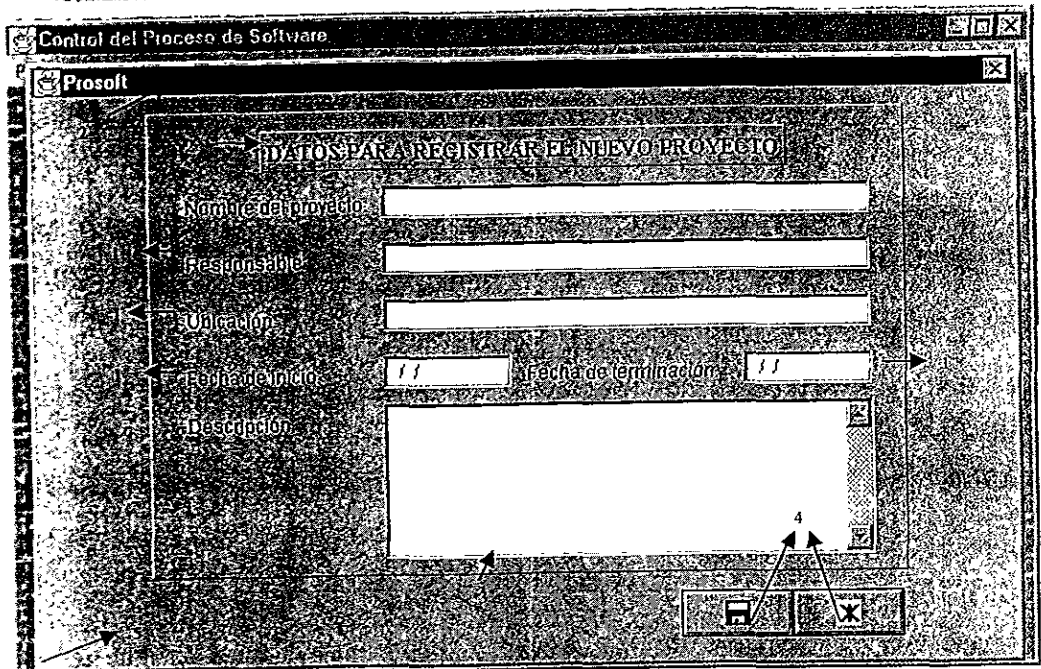 Control del Proceso de Software
Prosoft
DATOS PARA REGISTRAR EL NUEVO PROYECTO
Nombre del proyecto
Responsable
Ubicación
Fecha de inicio / / Fecha de terminación / /
Descripción
4